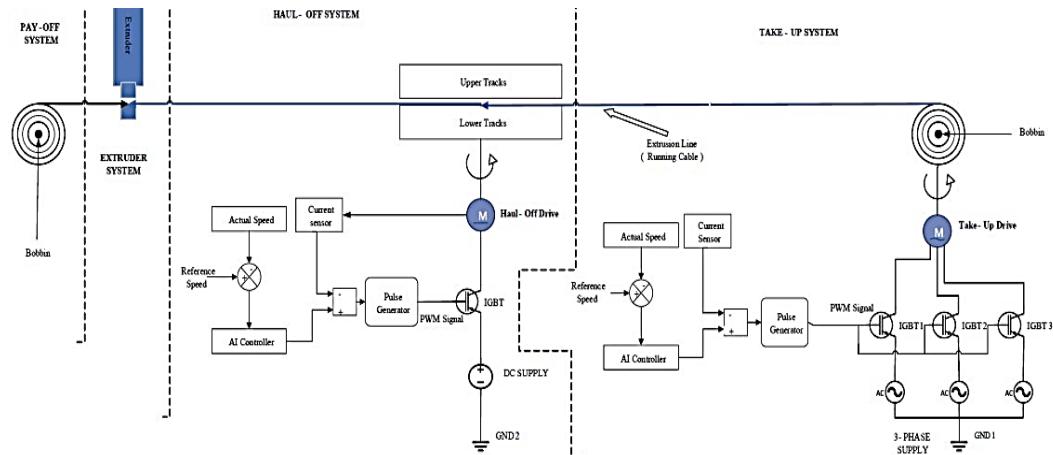 PAY-OFF
SYSTEM
HAUL- OFF SYSTEM
TAKE - UP SYSTEM
Extruder
Upper Tracks
Lower Tracks
Extrusion Line
( Running Cable )
Bobbin
EXTRUDER
SYSTEM
Bobbin
Actual Speed
Current
sensor
M
Haul - Off Drive
Reference
Speed
+
-
-
+
Pulse
Generator
IGBT
PWM Signal
AI Controller
+
-
DC SUPPLY
GND 2
Actual Speed
Current
Sensor
M
Take - Up Drive
Reference
Speed
+
-
-
+
Pulse
Generator
PWM Signal
IGBT 1
IGBT 2
IGBT 3
AI Controller
AC
AC
AC
3- PHASE
SUPPLY
GND 1